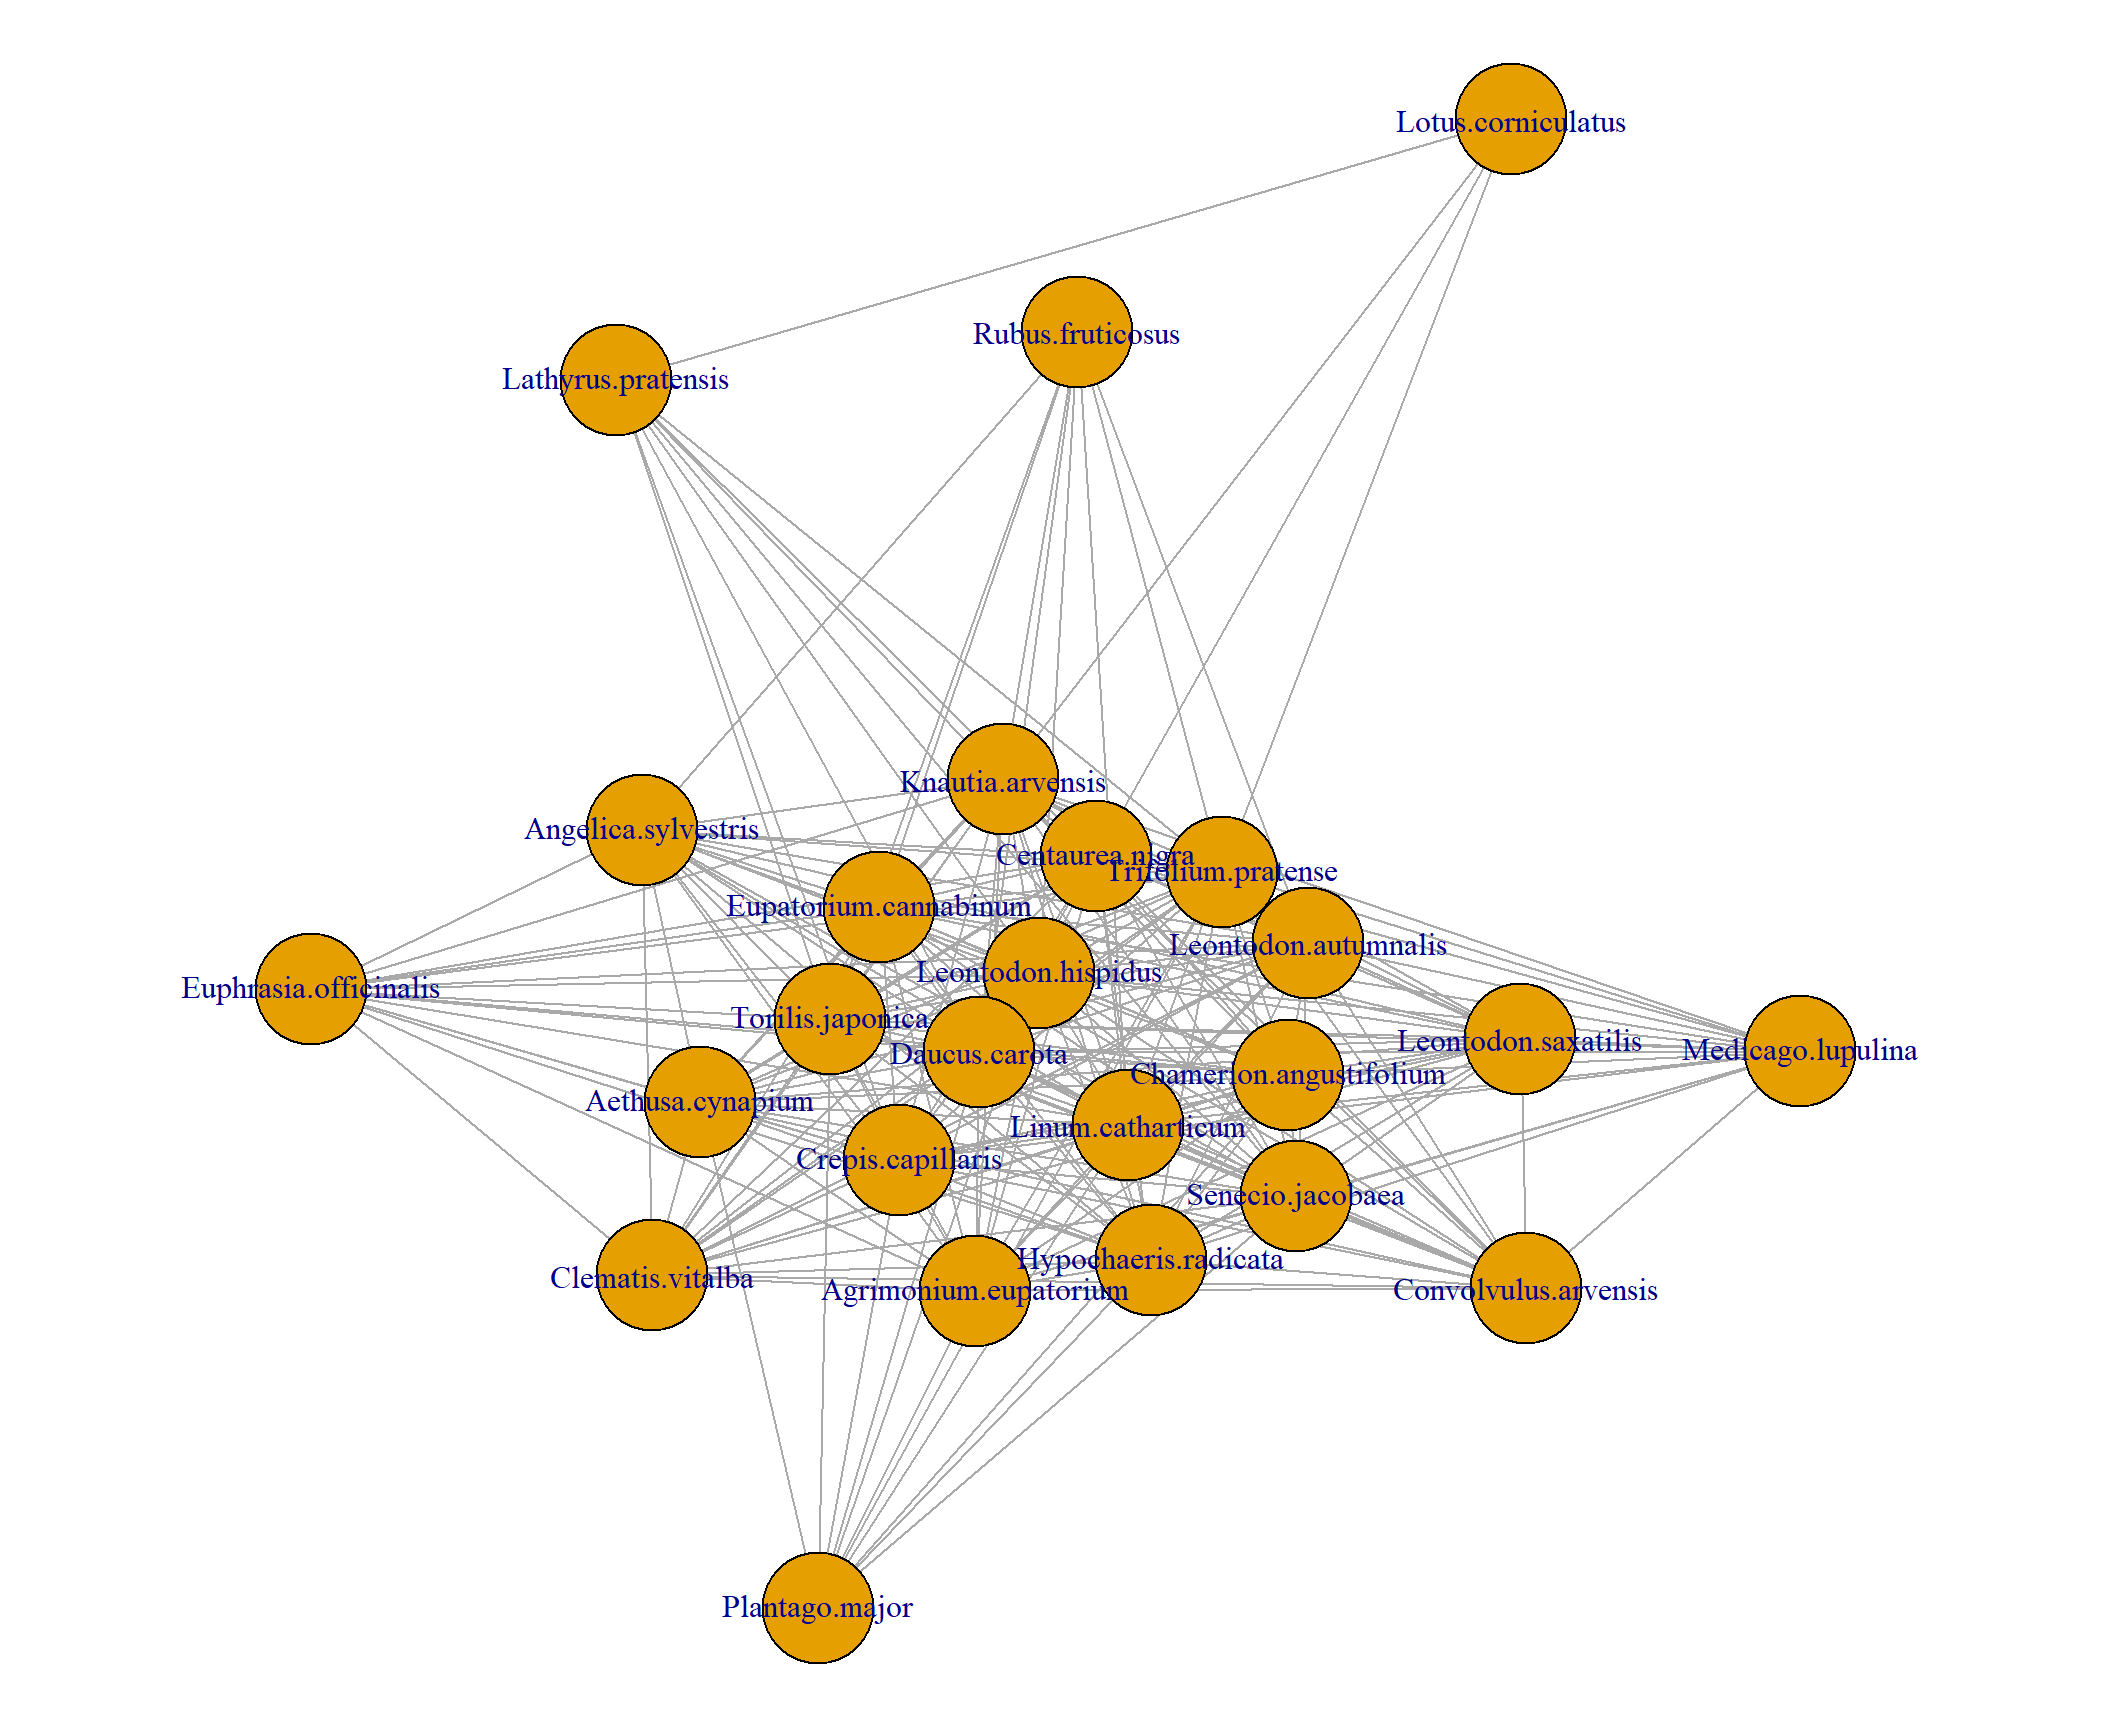 Lotus.corniculatus
Rubus.fruticosus
Lathyrus.pratensis
Knautia.arvensis
Angelica.sylvestris
Centaurea.nigra
Trifolium.pratense
Eupatorium.cannabinum
Leontodon.autumnalis
Leontodon.hispidus
Euphrasia.officinalis
Torilis.japonica
Leontodon.saxatilis
Medicago.lupulina
Daucus.carota
Chamerion.angustifolium
Aethusa.cynapium
Linum.catharticum
Crepis.capillaris
Senecio.jacobaea
Hypochaeris.radicata
Clematis.vitalba
Agrimonium.eupatorium
Convolvulus.arvensis
Plantago.major